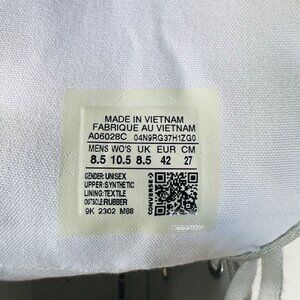 MADE IN VIETNAM
FABRIQUE AU VIETNAM
A06028C 04N9RG37H1ZG0
MENS WO'S UK EUR CM
8.5 10.5 8.5 42 27
GENDER: UNISEX
UPPER: SYNTHETIC
LINING: TEXTILE
OUTSOLE: RUBBER
9K 2302 M88
CONVERSE